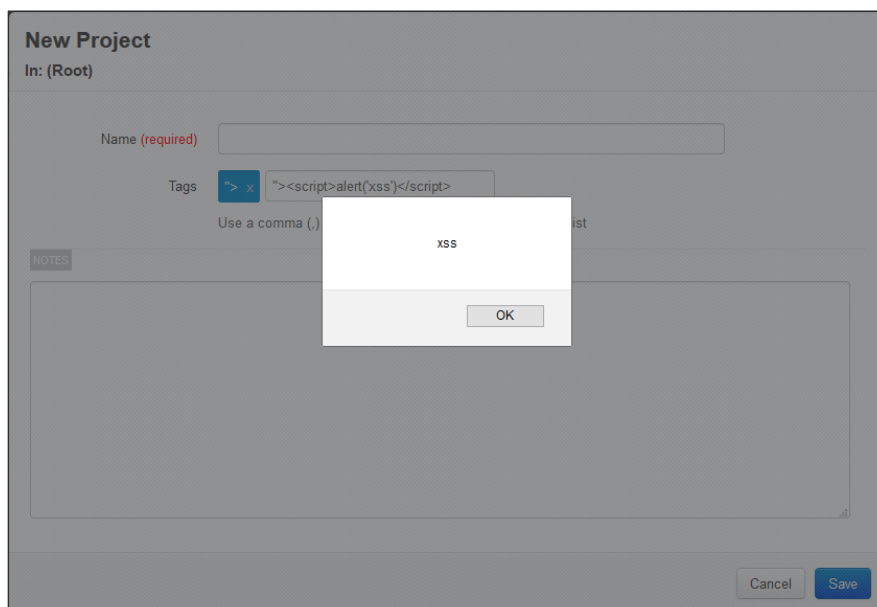 New Project
In: (Root)
Name (required)
Tags "> x "><script>alert('xss')</script>
Use a comma (,) ist
xss
OK
NOTES
Cancel Save